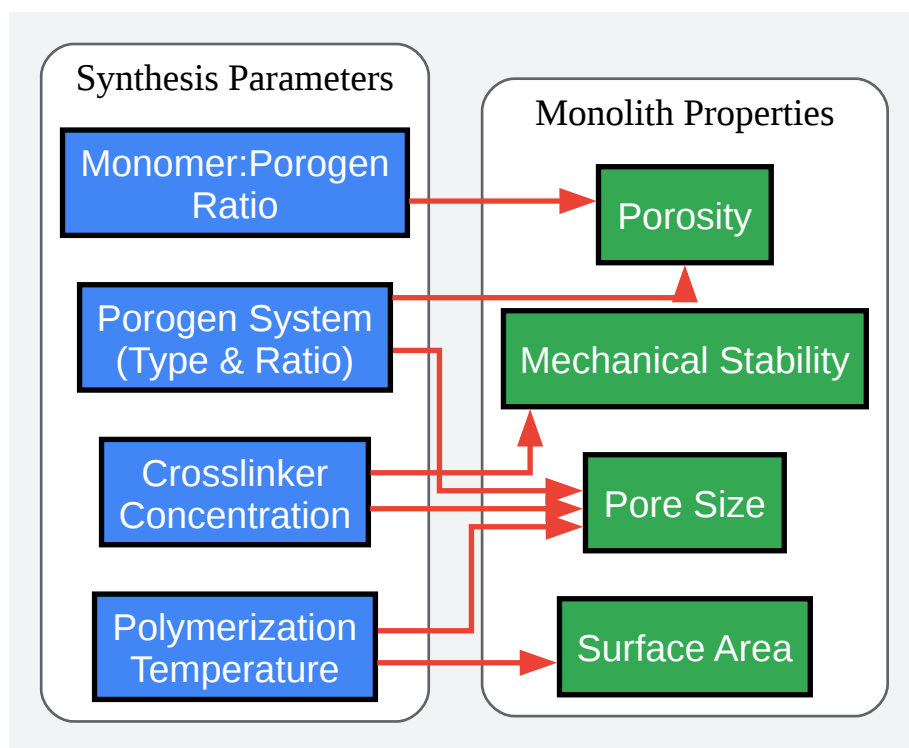 Synthesis Parameters
Monomer:Porogen
Ratio
Porogen System
(Type & Ratio)
Crosslinker
Concentration
Polymerization
Temperature
Monolith Properties
Porosity
Mechanical Stability
Pore Size
Surface Area